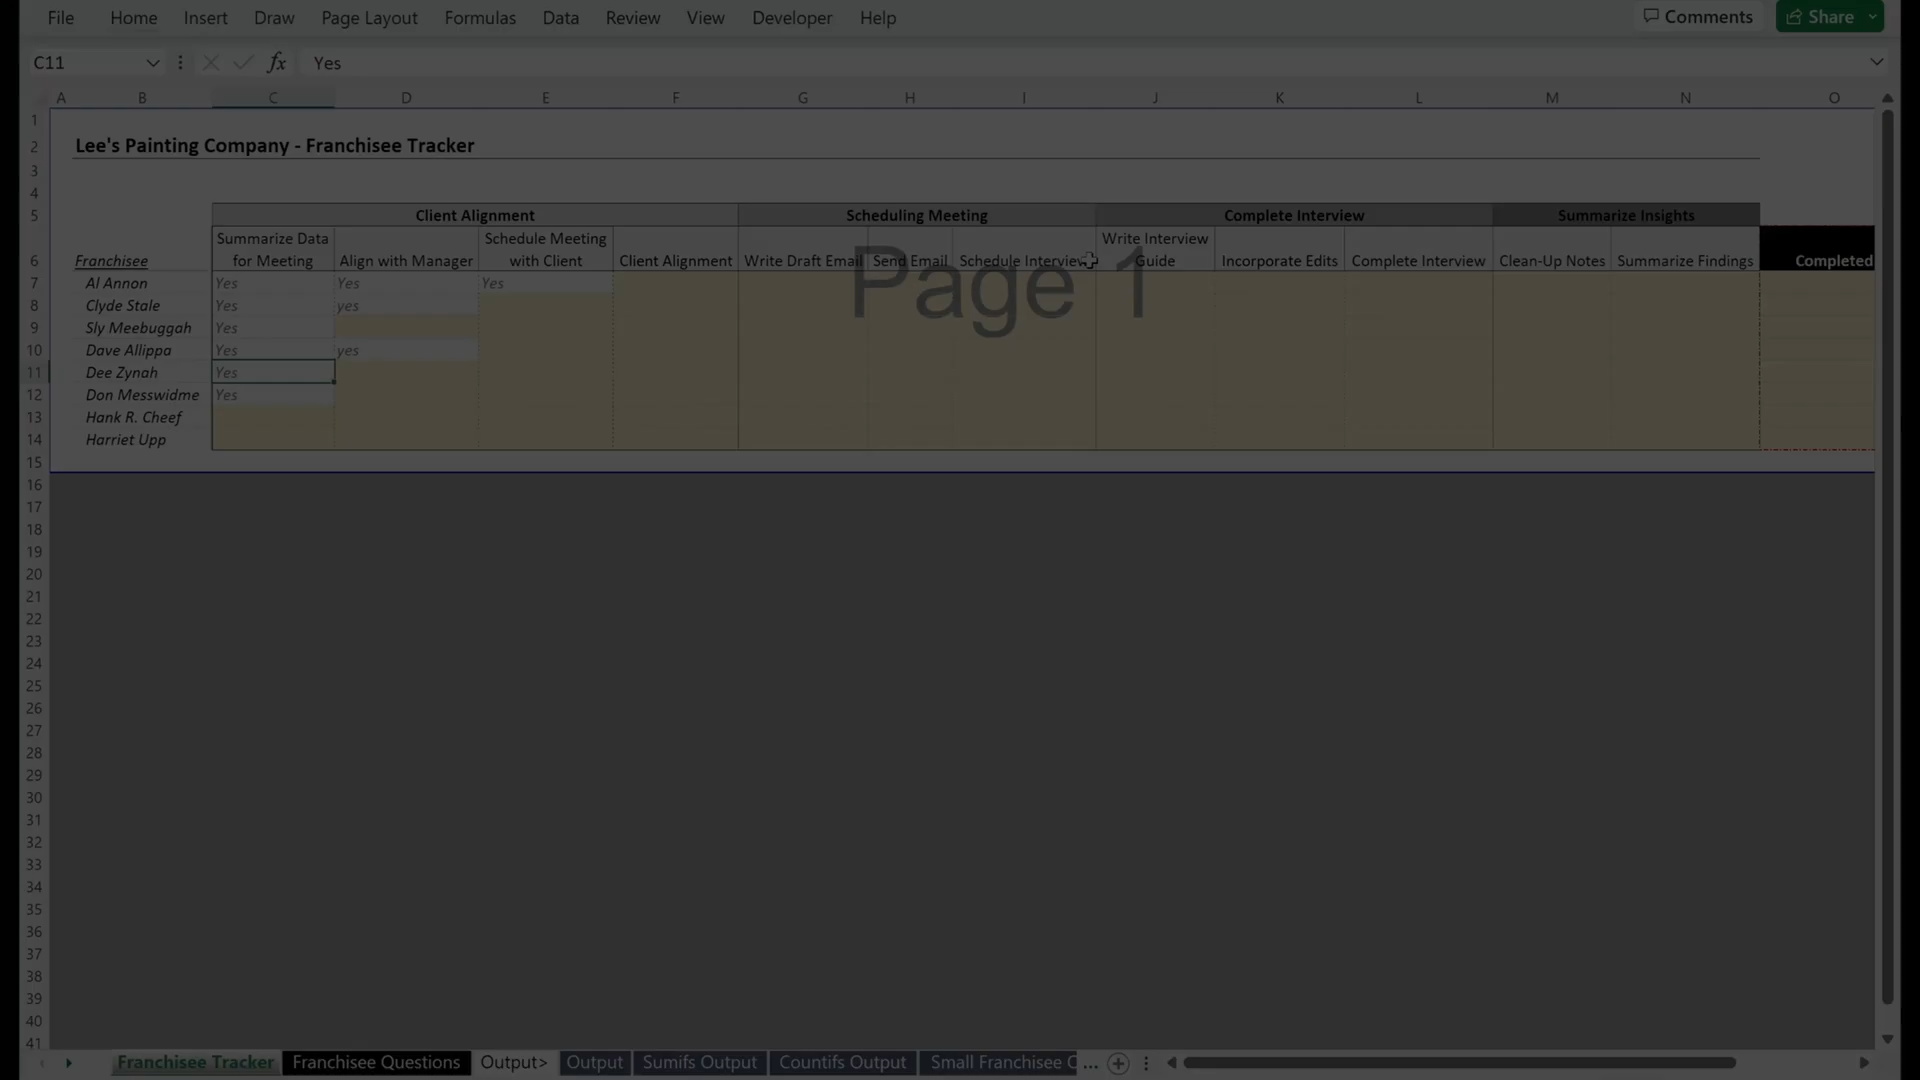 File Home Insert Draw Page Layout Formulas Data Review View Developer Help Comments Share
C11 fx Yes
A B C D E F G H I J K L M N O
1
2 Lee's Painting Company - Franchisee Tracker
3
4
5 Client Alignment Scheduling Meeting Complete Interview Summarize Insights
Summarize Data Schedule Meeting Write Interview
6 Franchisee for Meeting Align with Manager with Client Client Alignment Write Draft Email Send Email Schedule Interview Guide Incorporate Edits Complete Interview Clean-Up Notes Summarize Findings Completed
Page 1
7 Al Annon Yes Yes Yes
8 Clyde Stale Yes yes
9 Sly Meebuggah Yes
10 Dave Allippa Yes yes
11 Dee Zynah Yes
12 Don Messwidme Yes
13 Hank R. Cheef
14 Harriet Upp
15
16
17
18
19
20
21
22
23
24
25
26
27
28
29
30
31
32
33
34
35
36
37
38
39
40
41
Franchisee Tracker Franchisee Questions Output> Output Sumifs Output Countifs Output Small Franchisee C ...